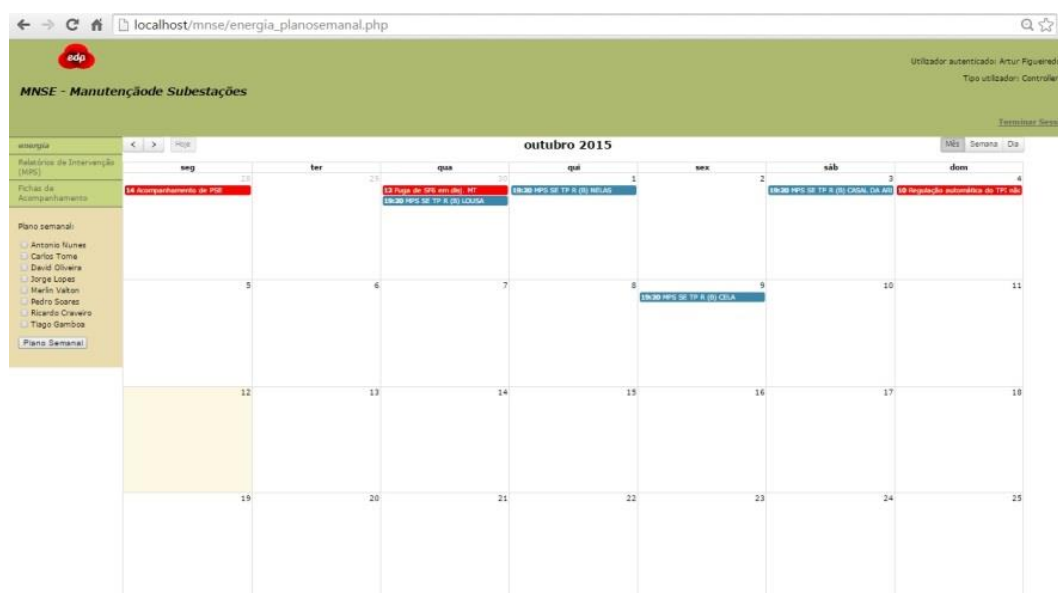 localhost/mnse/energia_planosemanal.php
edp
Utilizador autenticado: Artur Figueired
Tipo utilizador: Controller
MNSE - Manutençãode Subestações
Terminar Sess
energia
Relatórios de Intervenção (MPS)
Fichas de Acompanhamento
Plano semanal:
Antonio Nunes
Carlos Tome
David Oliveira
Jorge Lopes
Merlin Valton
Pedro Soares
Ricardo Craveiro
Tiago Gamboa
Plano Semanal
< > Hoje
outubro 2015
Mês Semana Dia
seg ter qua qui sex sáb dom
28 29 30 1 2 3 4
14 Acompanhamento de PSE
12 Fuga de SF6 em disj. MT
19:30 MPS SE TP R (B) LOUSA
19:30 MPS SE TP R (B) NELAS
19:30 MPS SE TP R (B) CASAL DA ARE
10 Regulação automática do TPI não
5 6 7 8 9 10 11
19:30 MPS SE TP R (B) CELA
12 13 14 15 16 17 18
19 20 21 22 23 24 25